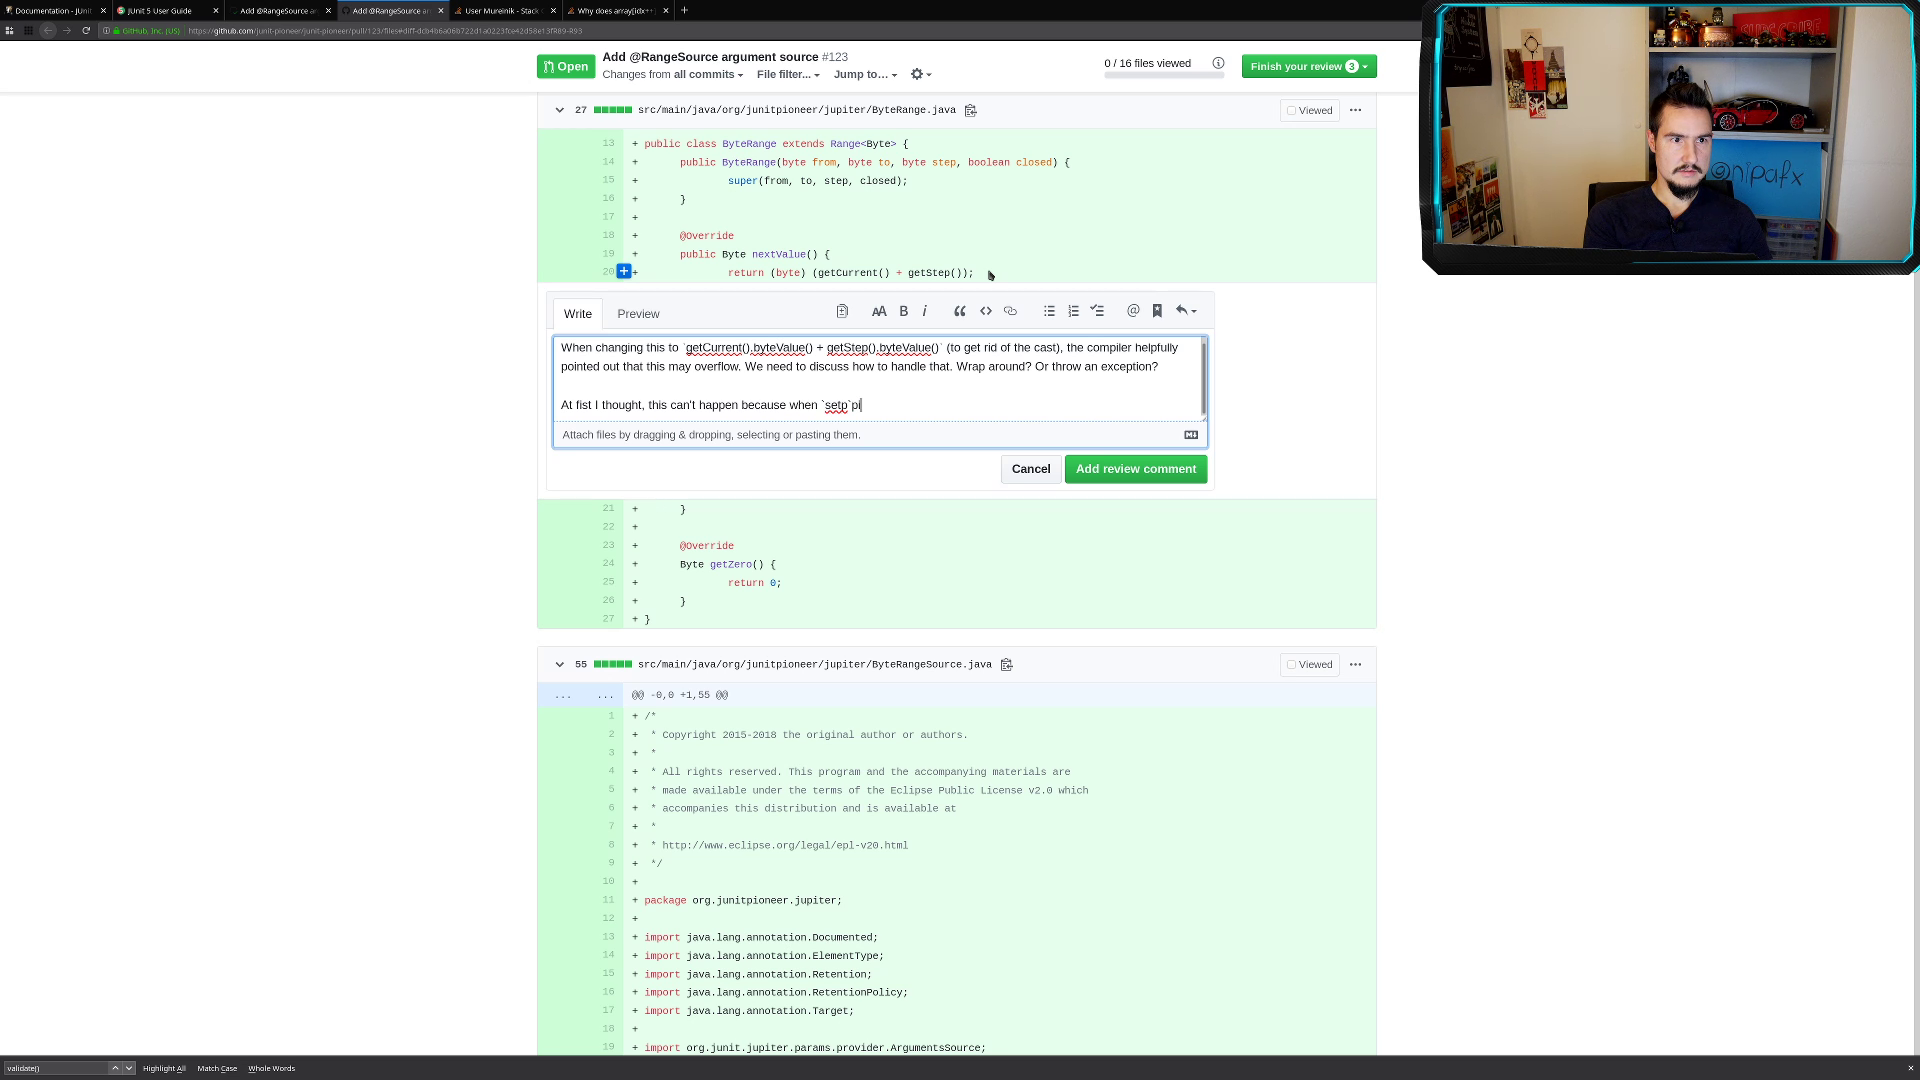 Documentation - JUnit
JUnit 5 User Guide
Add @RangeSource ar
Add @RangeSource ar
User Mureinik - Stack
Why does array[idx++]
GitHub, Inc. (US)
https://github.com/junit-pioneer/junit-pioneer/pull/123/files#diff-dcb4b6a06b722d1a0223fce42d58e13fR89-R93
Open
Add @RangeSource argument source #123
Changes from all commits
File filter...
Jump to...
0 / 16 files viewed
Finish your review 3
27 src/main/java/org/junitpioneer/jupiter/ByteRange.java
Viewed
13 + public class ByteRange extends Range<Byte> {
14 + public ByteRange(byte from, byte to, byte step, boolean closed) {
15 + super(from, to, step, closed);
16 + }
17 +
18 + @Override
19 + public Byte nextValue() {
20 + return (byte) (getCurrent() + getStep());
Write
Preview
When changing this to `getCurrent().byteValue() + getStep().byteValue()` (to get rid of the cast), the compiler helpfully
pointed out that this may overflow. We need to discuss how to handle that. Wrap around? Or throw an exception?
At fist I thought, this can't happen because when `setp`pi
Attach files by dragging & dropping, selecting or pasting them.
Cancel
Add review comment
21 + }
22 +
23 + @Override
24 + Byte getZero() {
25 + return 0;
26 + }
27 + }
55 src/main/java/org/junitpioneer/jupiter/ByteRangeSource.java
Viewed
... ... @@ -0,0 +1,55 @@
1 + /*
2 + * Copyright 2015-2018 the original author or authors.
3 + *
4 + * All rights reserved. This program and the accompanying materials are
5 + * made available under the terms of the Eclipse Public License v2.0 which
6 + * accompanies this distribution and is available at
7 + *
8 + * http://www.eclipse.org/legal/epl-v20.html
9 + */
10 +
11 + package org.junitpioneer.jupiter;
12 +
13 + import java.lang.annotation.Documented;
14 + import java.lang.annotation.ElementType;
15 + import java.lang.annotation.Retention;
16 + import java.lang.annotation.RetentionPolicy;
17 + import java.lang.annotation.Target;
18 +
19 + import org.junit.jupiter.params.provider.ArgumentsSource;
validate()
Highlight All
Match Case
Whole Words
SUBSCRIBE
@nipafx